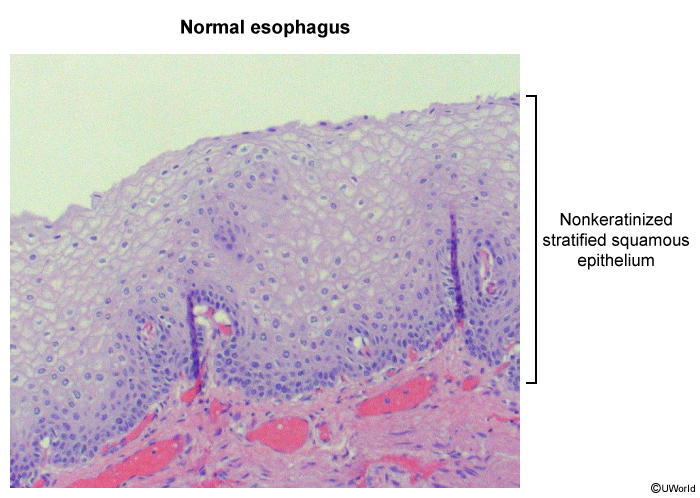 Normal esophagus
Nonkeratinized
stratified squamous
epithelium
©UWorld